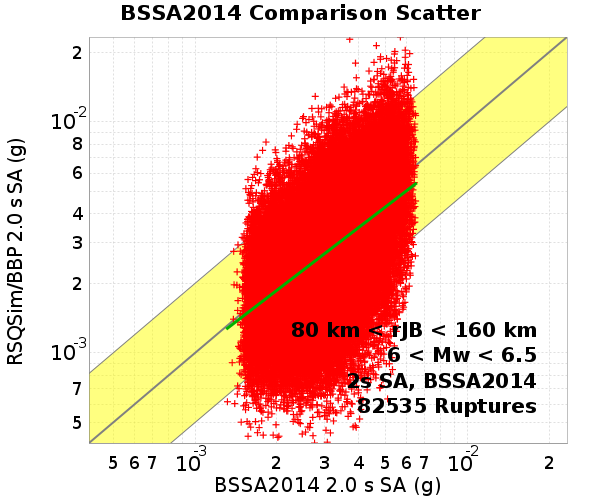 BSSA2014 Comparison Scatter
RSQSim/BBP 2.0 s SA (g)
2
10-2
8
6
4
3
2
10-3
7
5
80 km < rJB < 160 km
6 < Mw < 6.5
2s SA, BSSA2014
82535 Ruptures
5 6 7 10-3 2 3 4 5 6 7 10-2 2
BSSA2014 2.0 s SA (g)